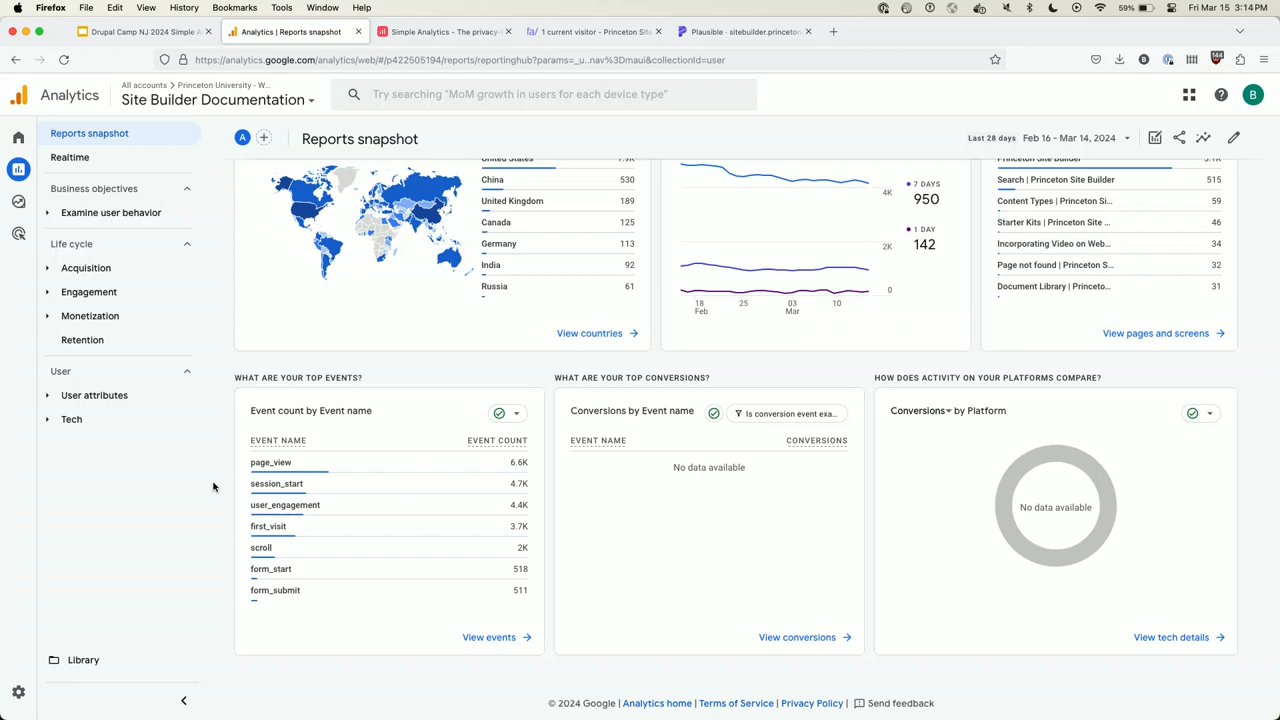 Firefox File Edit View History Bookmarks Tools Window Help 59% Fri Mar 15 3:14 PM
Drupal Camp NJ 2024 Simple A Analytics | Reports snapshot Simple Analytics - The privacy- 1 current visitor - Princeton Site Plausible · sitebuilder.princeton
https://analytics.google.com/analytics/web/#/p422505194/reports/reportinghub?params=_u..nav%3Dmaui&collectionId=user 144
Analytics
All accounts > Princeton University - W...
Site Builder Documentation
Try searching "MoM growth in users for each device type"
B
Reports snapshot
Realtime
Business objectives
Examine user behavior
Life cycle
Acquisition
Engagement
Monetization
Retention
User
User attributes
Tech
Library
A Reports snapshot Last 28 days Feb 16 - Mar 14, 2024
United States 1.9K
China 530
United Kingdom 189
Canada 125
Germany 113
India 92
Russia 61
View countries
4K
2K
0
18 Feb 25 03 Mar 10
7 DAYS
950
1 DAY
142
Princeton Site Builder 3.1K
Search | Princeton Site Builder 515
Content Types | Princeton Si... 59
Starter Kits | Princeton Site ... 46
Incorporating Video on Web... 34
Page not found | Princeton S... 32
Document Library | Princeto... 31
View pages and screens
WHAT ARE YOUR TOP EVENTS?
Event count by Event name
EVENT NAME EVENT COUNT
page_view 6.6K
session_start 4.7K
user_engagement 4.4K
first_visit 3.7K
scroll 2K
form_start 518
form_submit 511
View events
WHAT ARE YOUR TOP CONVERSIONS?
Conversions by Event name Is conversion event exa...
EVENT NAME CONVERSIONS
No data available
View conversions
HOW DOES ACTIVITY ON YOUR PLATFORMS COMPARE?
Conversions by Platform
No data available
View tech details
© 2024 Google | Analytics home | Terms of Service | Privacy Policy | Send feedback